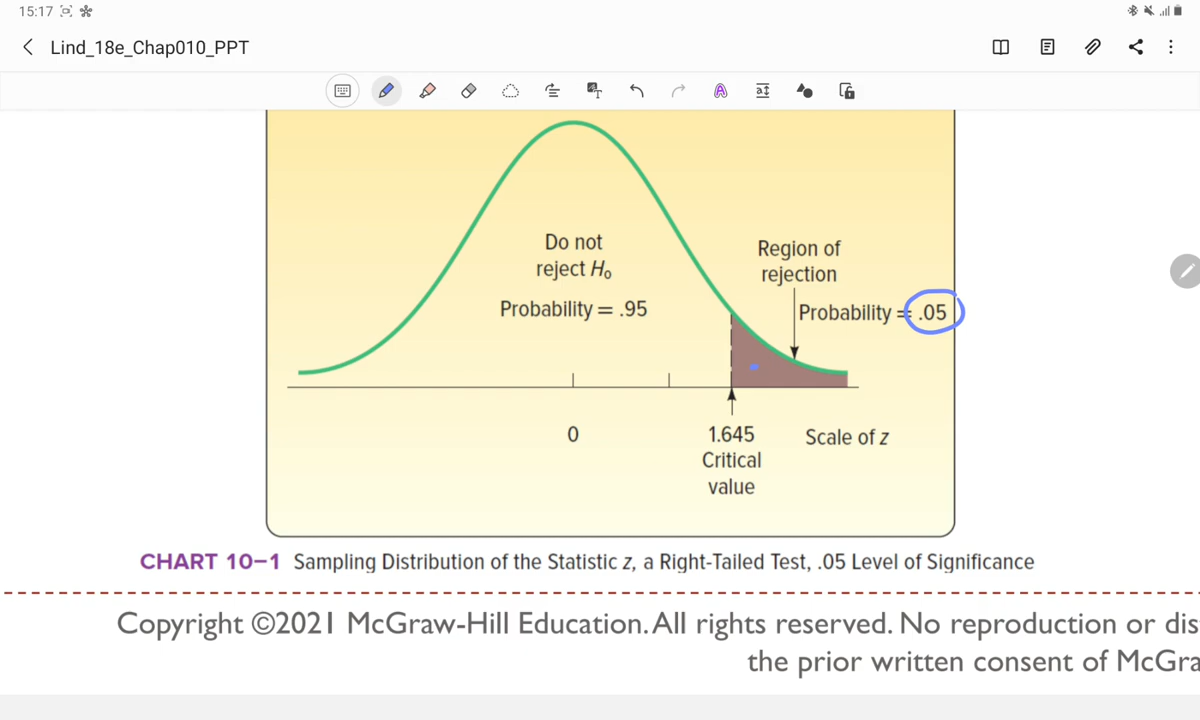 15:17
Lind_18e_Chap010_PPT
Do not
reject H₀
Probability = .95
Region of
rejection
Probability = .05
0
1.645
Critical
value
Scale of z
CHART 10–1 Sampling Distribution of the Statistic z, a Right-Tailed Test, .05 Level of Significance
Copyright ©2021 McGraw-Hill Education. All rights reserved. No reproduction or dis
the prior written consent of McGra